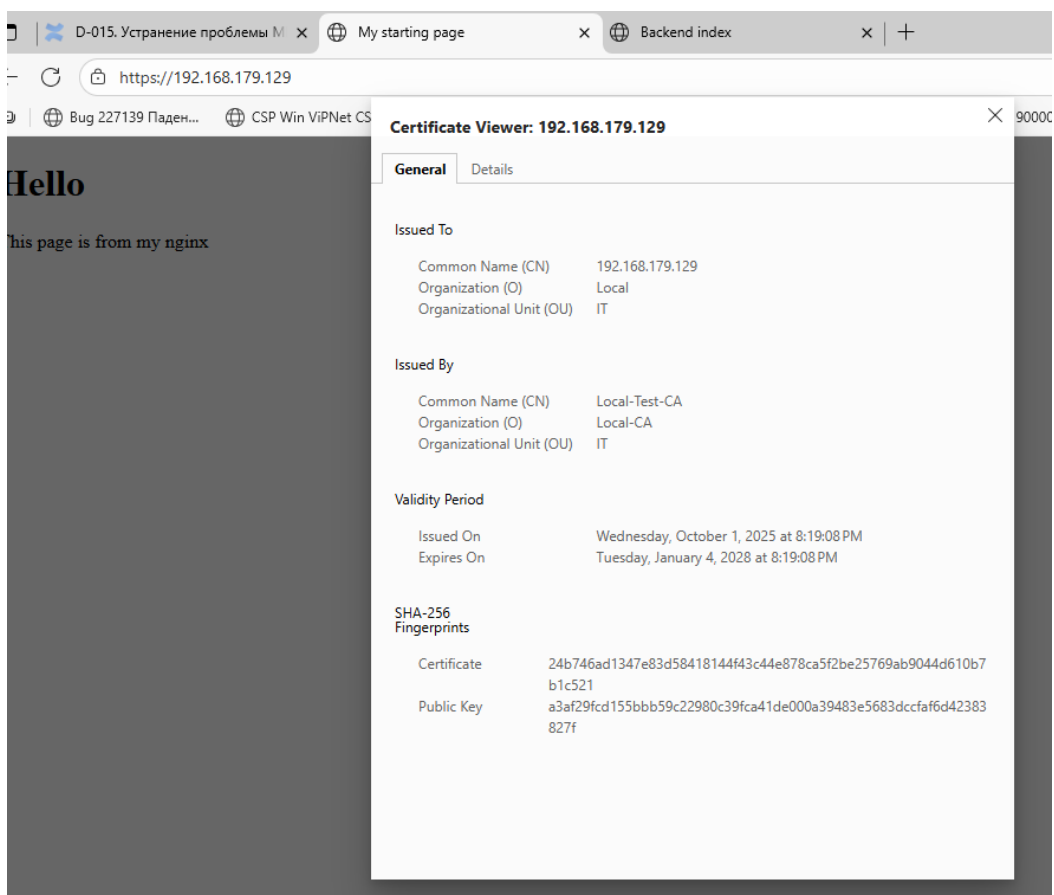 D-015. Устранение проблемы М
My starting page
Backend index
https://192.168.179.129
Bug 227139 Паден...
CSP Win ViPNet CS
90000
Certificate Viewer: 192.168.179.129
General Details
Hello
This page is from my nginx
Issued To
Common Name (CN) 192.168.179.129
Organization (O) Local
Organizational Unit (OU) IT
Issued By
Common Name (CN) Local-Test-CA
Organization (O) Local-CA
Organizational Unit (OU) IT
Validity Period
Issued On Wednesday, October 1, 2025 at 8:19:08 PM
Expires On Tuesday, January 4, 2028 at 8:19:08 PM
SHA-256
Fingerprints
Certificate 24b746ad1347e83d58418144f43c44e878ca5f2be25769ab9044d610b7
b1c521
Public Key a3af29fcd155bbb59c22980c39fca41de000a39483e5683dccfaf6d42383
827f